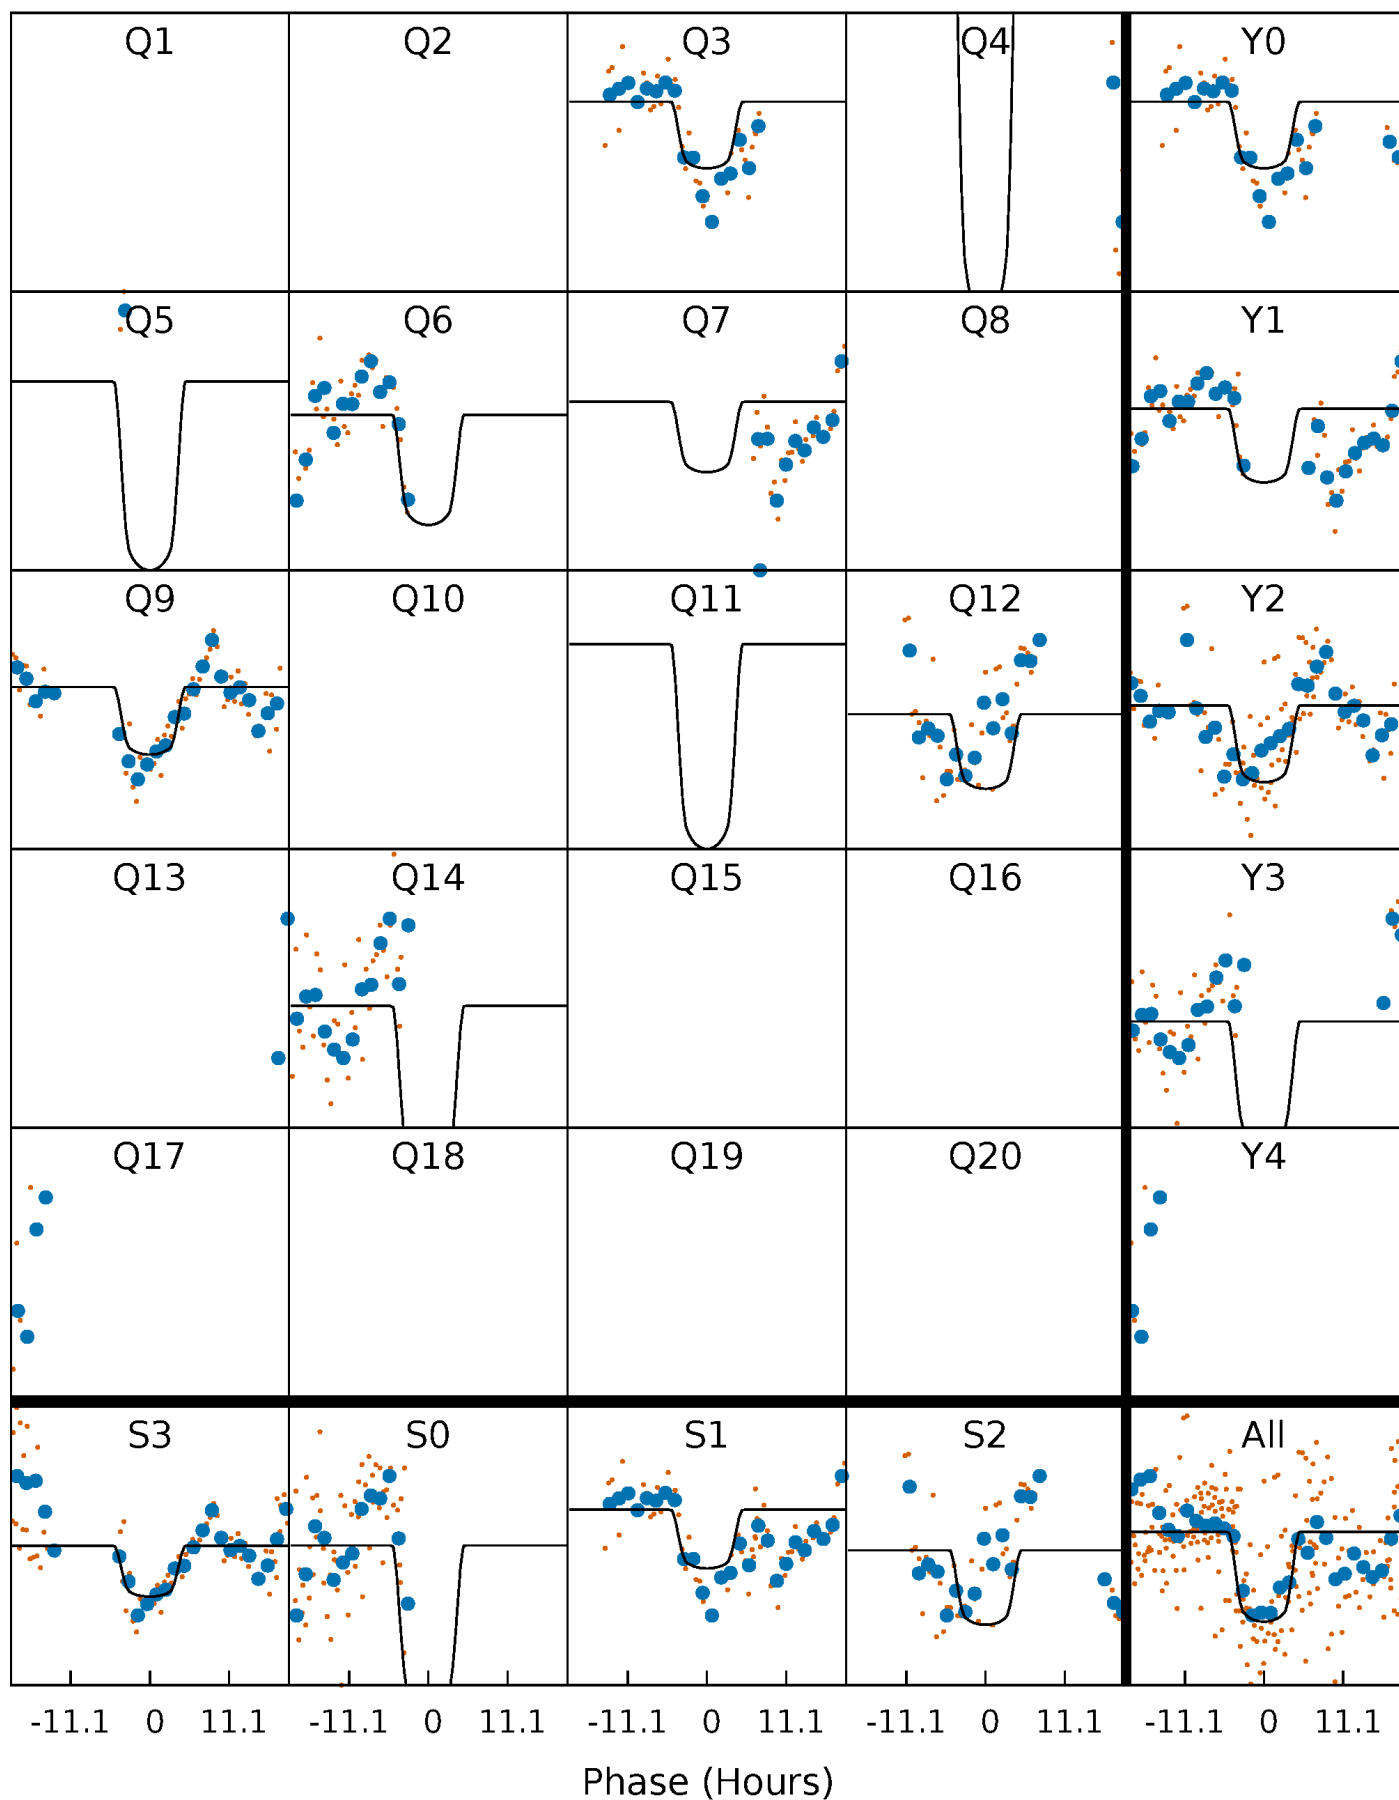 Q1 Q2 Q3 Q4 Y0
Q5 Q6 Q7 Q8 Y1
Q9 Q10 Q11 Q12 Y2
Q13 Q14 Q15 Q16 Y3
Q17 Q18 Q19 Q20 Y4
S3 S0 S1 S2 All
-11.1 0 11.1 -11.1 0 11.1 -11.1 0 11.1 -11.1 0 11.1 -11.1 0 11.1
Phase (Hours)